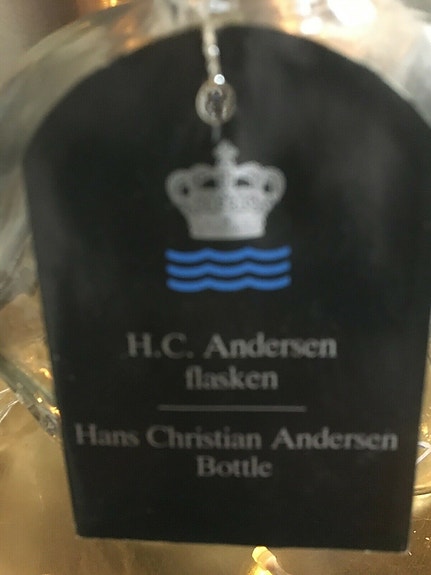 H.C. Andersen
flasken
Hans Christian Andersen
Bottle